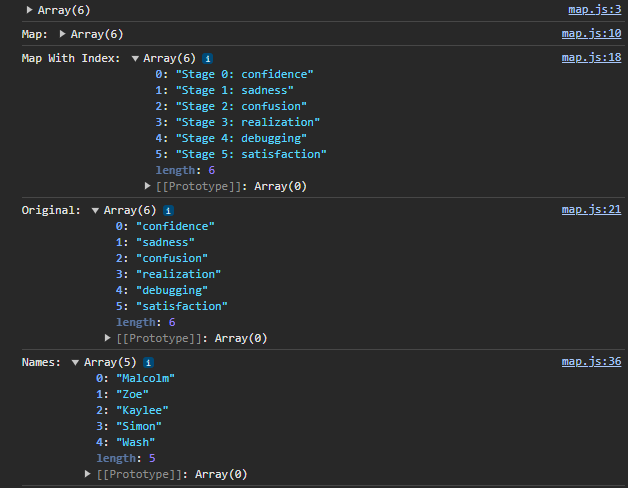 ▶ Array(6) map.js:3
Map: ▶ Array(6) map.js:10
Map With Index: ▼ Array(6) i map.js:18
0: "Stage 0: confidence"
1: "Stage 1: sadness"
2: "Stage 2: confusion"
3: "Stage 3: realization"
4: "Stage 4: debugging"
5: "Stage 5: satisfaction"
length: 6
▶ [[Prototype]]: Array(0)
Original: ▼ Array(6) i map.js:21
0: "confidence"
1: "sadness"
2: "confusion"
3: "realization"
4: "debugging"
5: "satisfaction"
length: 6
▶ [[Prototype]]: Array(0)
Names: ▼ Array(5) i map.js:36
0: "Malcolm"
1: "Zoe"
2: "Kaylee"
3: "Simon"
4: "Wash"
length: 5
▶ [[Prototype]]: Array(0)